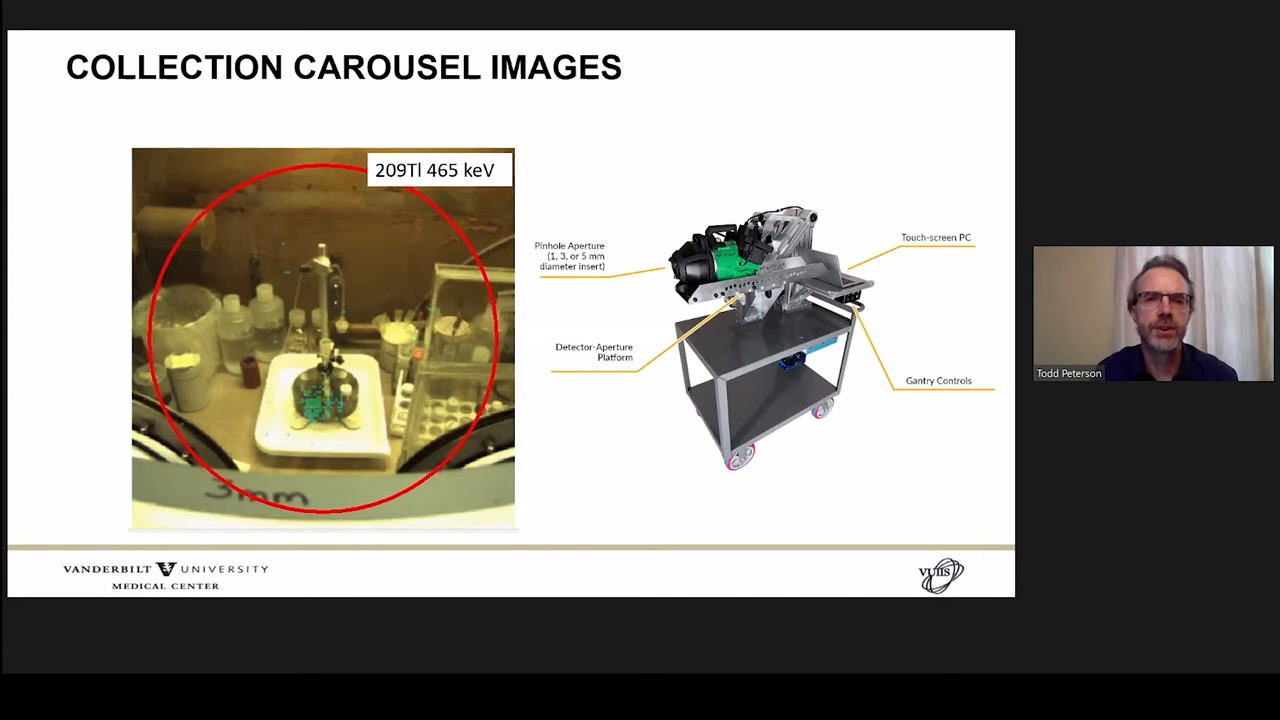 COLLECTION CAROUSEL IMAGES
209Tl 465 keV
3mm
Pinhole Aperture
(1, 3, or 5 mm
diameter insert)
Detector-Aperture
Platform
Touch-screen PC
Gantry Controls
Todd Peterson
VANDERBILT UNIVERSITY
MEDICAL CENTER
VUIIS